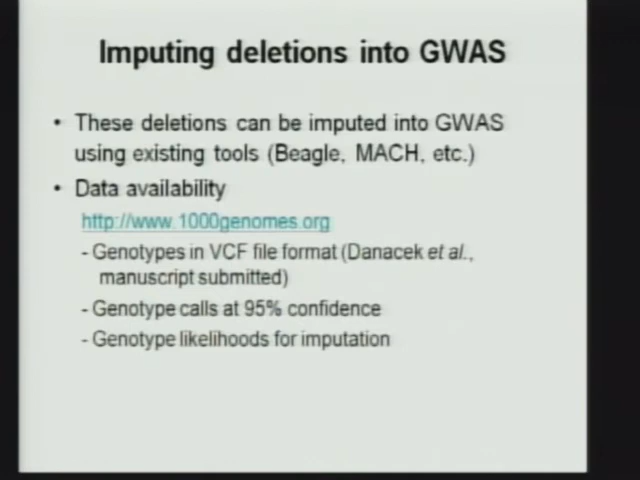 Imputing deletions into GWAS
• These deletions can be imputed into GWAS
using existing tools (Beagle, MACH, etc.)
• Data availability
http://www.1000genomes.org
- Genotypes in VCF file format (Danacek et al.,
manuscript submitted)
- Genotype calls at 95% confidence
- Genotype likelihoods for imputation